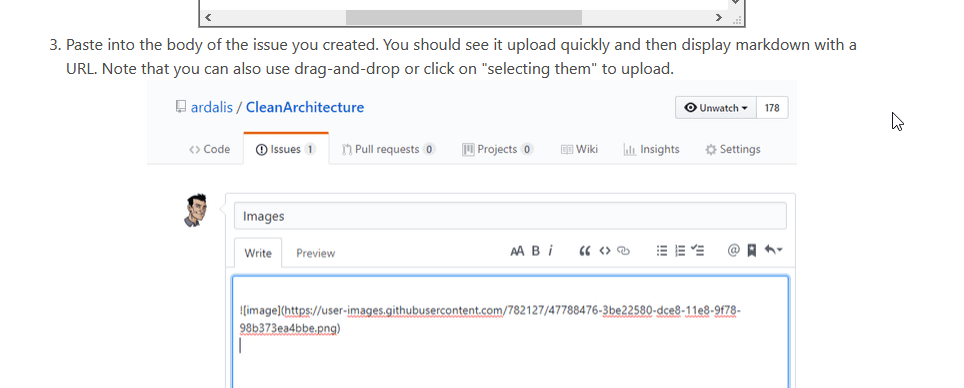 3. Paste into the body of the issue you created. You should see it upload quickly and then display markdown with a
URL. Note that you can also use drag-and-drop or click on "selecting them" to upload.
ardalis / CleanArchitecture
Unwatch 178
<> Code Issues 1 Pull requests 0 Projects 0 Wiki Insights Settings
Images
Write Preview AA B i “ <> @
![image](https://user-images.githubusercontent.com/782127/47788476-3be22580-dce8-11e8-9f78-
98b373ea4bbe.png)